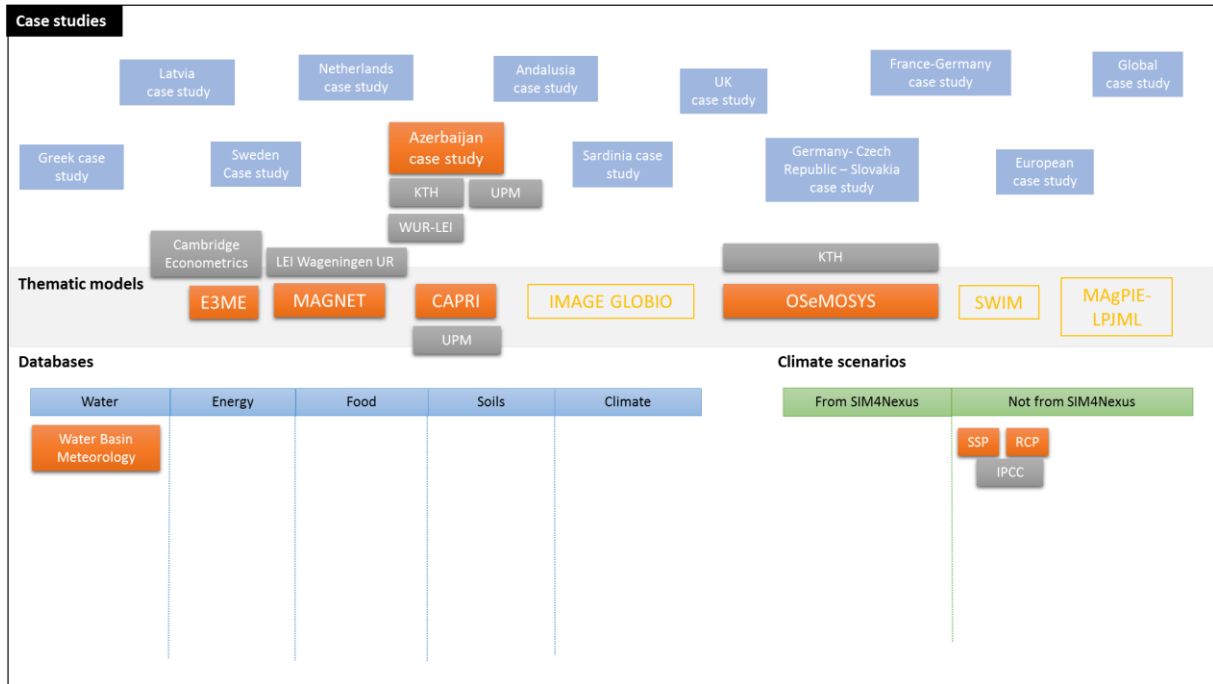 Case studies
Latvia
case study
Netherlands
case study
Andalusia
case study
UK
case study
France-Germany
case study
Global
case study
Greek case
study
Sweden
Case study
Azerbaijan
case study
Sardinia case
study
Germany- Czech
Republic – Slovakia
case study
European
case study
KTH
UPM
WUR-LEI
Cambridge
Econometrics
LEI Wageningen UR
KTH
Thematic models
E3ME
MAGNET
CAPRI
IMAGE GLOBIO
OSeMOSYS
SWIM
MAgPIE-
LPJML
UPM
Databases
Climate scenarios
Water
Energy
Food
Soils
Climate
From SIM4Nexus
Not from SIM4Nexus
Water Basin
Meteorology
SSP
RCP
IPCC